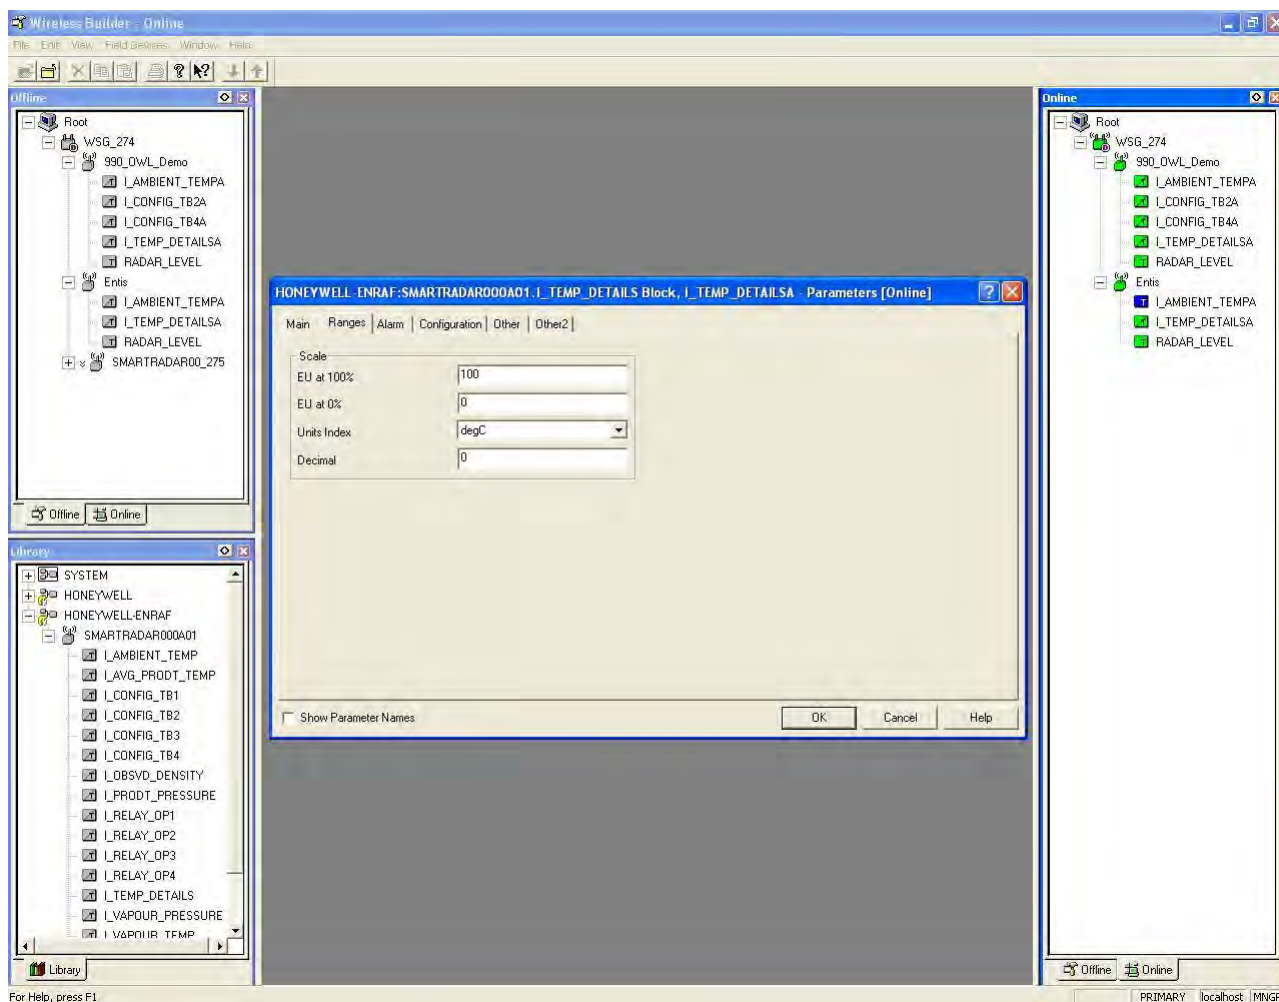 Wireless Builder - Online
File Edit View Field Devices Window Help
Offline
Root
WSG_274
990_OWL_Demo
I_AMBIENT_TEMPA
I_CONFIG_TB2A
I_CONFIG_TB4A
I_TEMP_DETAILSA
RADAR_LEVEL
Entis
I_AMBIENT_TEMPA
I_TEMP_DETAILSA
RADAR_LEVEL
SMARTRADAR00_275
Offline Online
Library
SYSTEM
HONEYWELL
HONEYWELL-ENRAF
SMARTRADAR000A01
I_AMBIENT_TEMP
I_AVG_PRODT_TEMP
I_CONFIG_TB1
I_CONFIG_TB2
I_CONFIG_TB3
I_CONFIG_TB4
I_OBSVD_DENSITY
I_PRODT_PRESSURE
I_RELAY_OP1
I_RELAY_OP2
I_RELAY_OP3
I_RELAY_OP4
I_TEMP_DETAILS
I_VAPOUR_PRESSURE
I_VAPOUR_TEMP
Library
HONEYWELL-ENRAF:SMARTRADAR000A01.I_TEMP_DETAILS Block, I_TEMP_DETAILSA - Parameters [Online]
Main Ranges Alarm Configuration Other Other2
Scale
EU at 100% 100
EU at 0% 0
Units Index degC
Decimal 0
Show Parameter Names
OK Cancel Help
Online
Root
WSG_274
990_OWL_Demo
I_AMBIENT_TEMPA
I_CONFIG_TB2A
I_CONFIG_TB4A
I_TEMP_DETAILSA
RADAR_LEVEL
Entis
I_AMBIENT_TEMPA
I_TEMP_DETAILSA
RADAR_LEVEL
Offline Online
For Help, press F1
PRIMARY localhost MNGR